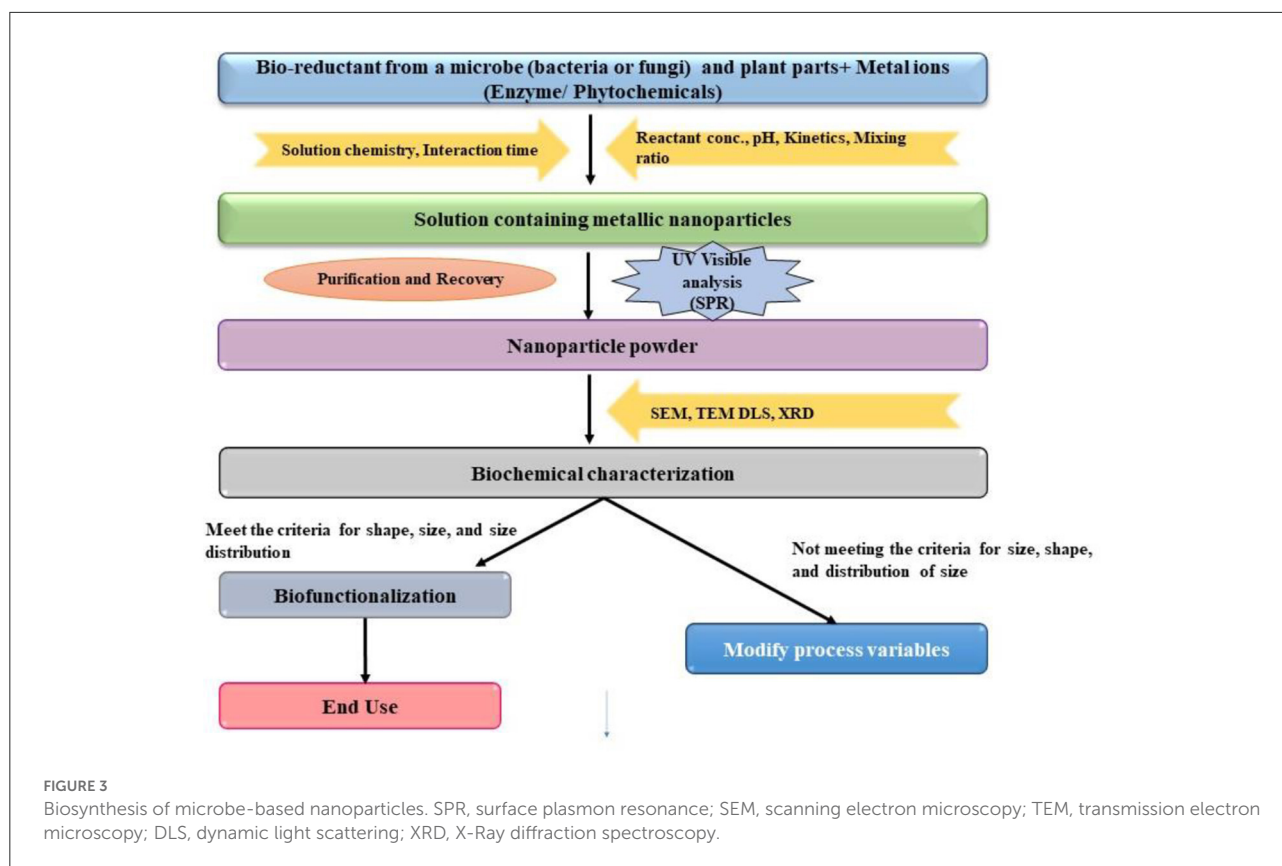 Bio-reductant from a microbe (bacteria or fungi) and plant parts+ Metal ions
(Enzyme/ Phytochemicals)
Solution chemistry, Interaction time
Reactant conc., pH, Kinetics, Mixing
ratio
Solution containing metallic nanoparticles
Purification and Recovery
UV Visible
analysis
(SPR)
Nanoparticle powder
SEM, TEM DLS, XRD
Biochemical characterization
Meet the criteria for shape, size, and size
distribution
Not meeting the criteria for size, shape,
and distribution of size
Biofunctionalization
Modify process variables
End Use
FIGURE 3
Biosynthesis of microbe-based nanoparticles. SPR, surface plasmon resonance; SEM, scanning electron microscopy; TEM, transmission electron
microscopy; DLS, dynamic light scattering; XRD, X-Ray diffraction spectroscopy.